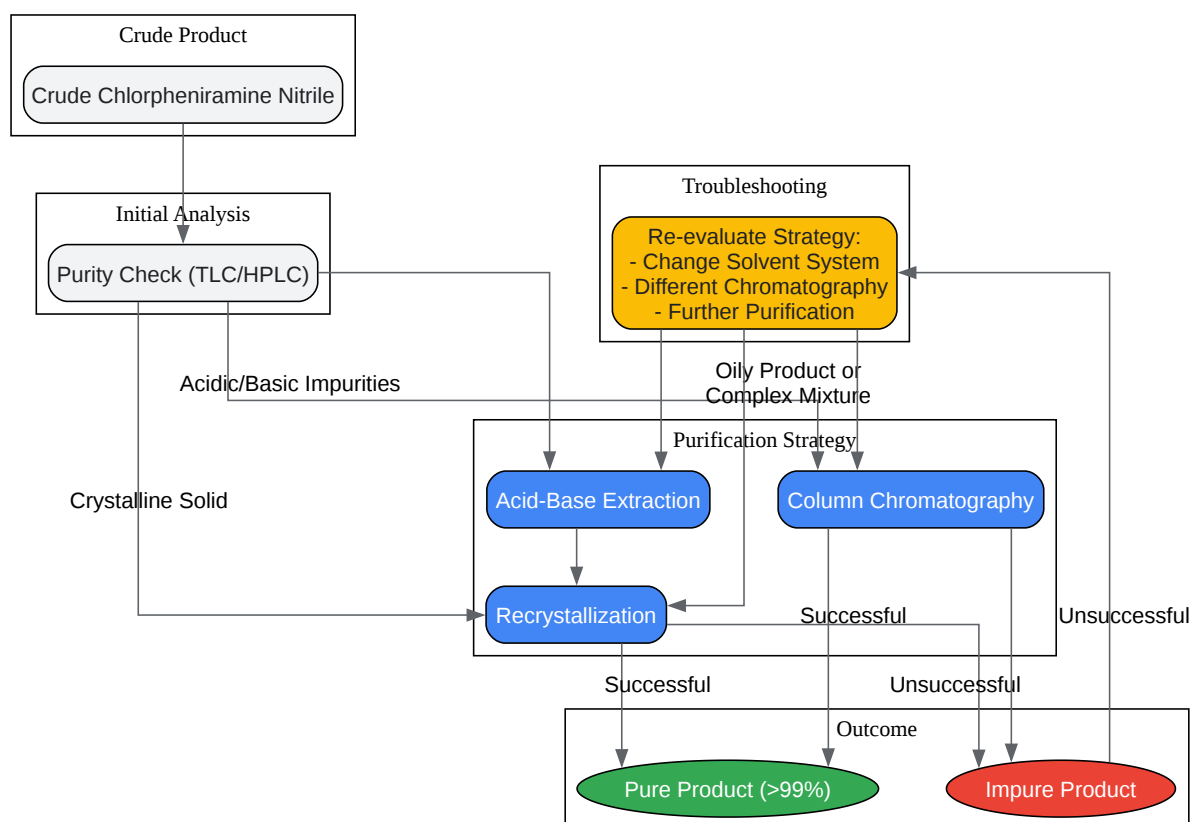 Crude Product
Crude Chlorpheniramine Nitrile
Initial Analysis
Purity Check (TLC/HPLC)
Troubleshooting
Re-evaluate Strategy:
- Change Solvent System
- Different Chromatography
- Further Purification
Acidic/Basic Impurities
Oily Product or
Complex Mixture
Purification Strategy
Crystalline Solid
Acid-Base Extraction
Column Chromatography
Recrystallization
Successful
Unsuccessful
Successful
Unsuccessful
Outcome
Pure Product (>99%)
Impure Product